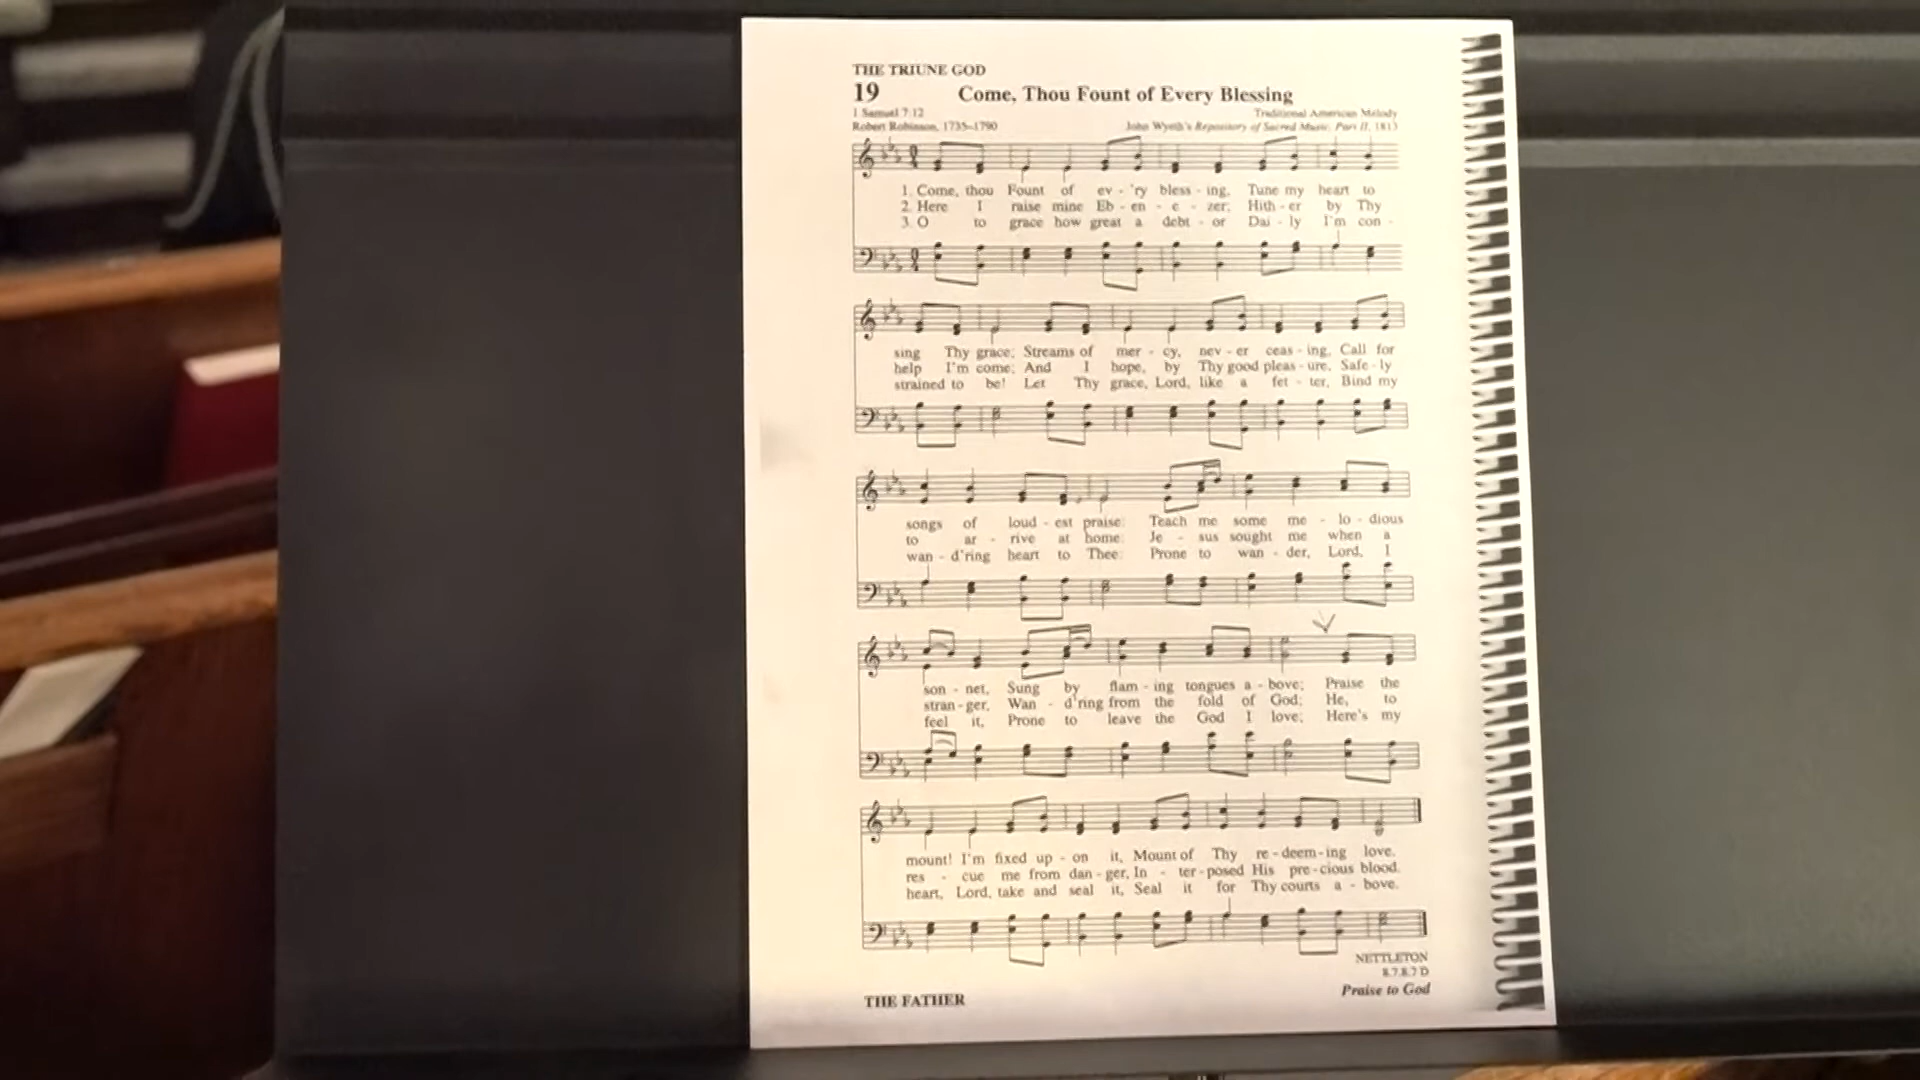 THE TRIUNE GOD
19 Come, Thou Fount of Every Blessing
1 Samuel 7:12 Traditional American Melody
Robert Robinson, 1735–1790 John Wyeth's Repository of Sacred Music, Part II, 1813
1. Come, thou Fount of ev - 'ry bless - ing, Tune my heart to
2. Here I raise mine Eb - en - e - zer; Hith - er by Thy
3. O to grace how great a debt - or Dai - ly I'm con -
sing Thy grace; Streams of mer - cy, nev - er ceas - ing, Call for
help I'm come; And I hope, by Thy good pleas - ure, Safe - ly
strained to be! Let Thy grace, Lord, like a fet - ter, Bind my
songs of loud - est praise: Teach me some me - lo - dious
to ar - rive at home: Je - sus sought me when a
wan - d'ring heart to Thee: Prone to wan - der, Lord, I
son - net, Sung by flam - ing tongues a - bove; Praise the
stran - ger, Wan - d'ring from the fold of God; He, to
feel it, Prone to leave the God I love; Here's my
mount! I'm fixed up - on it, Mount of Thy re - deem - ing love.
res - cue me from dan - ger, In - ter - posed His pre - cious blood.
heart, Lord, take and seal it, Seal it for Thy courts a - bove.
NETTLETON
8.7.8.7 D
THE FATHER Praise to God